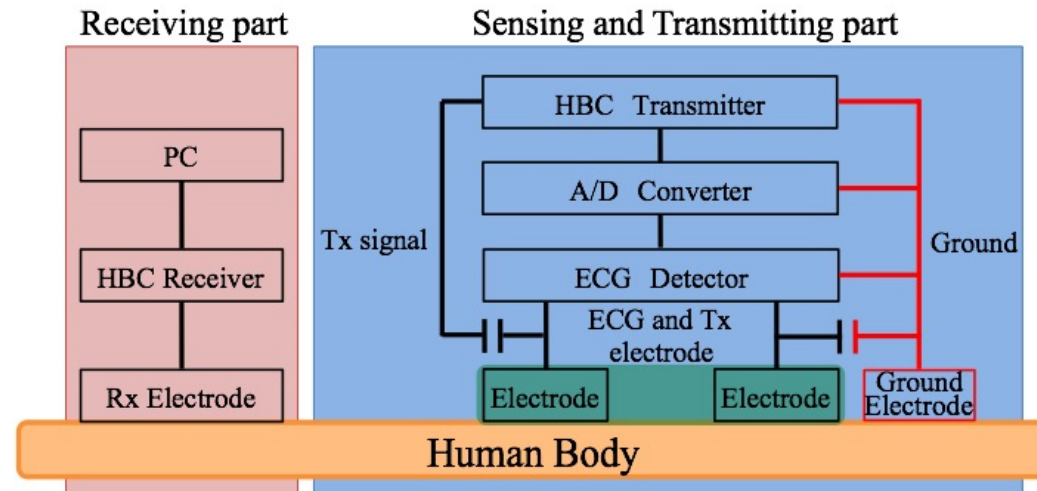 Receiving part
Sensing and Transmitting part
PC
HBC Receiver
Rx Electrode
Tx signal
HBC Transmitter
A/D Converter
ECG Detector
ECG and Tx
electrode
Electrode
Electrode
Ground
Ground
Electrode
Human Body